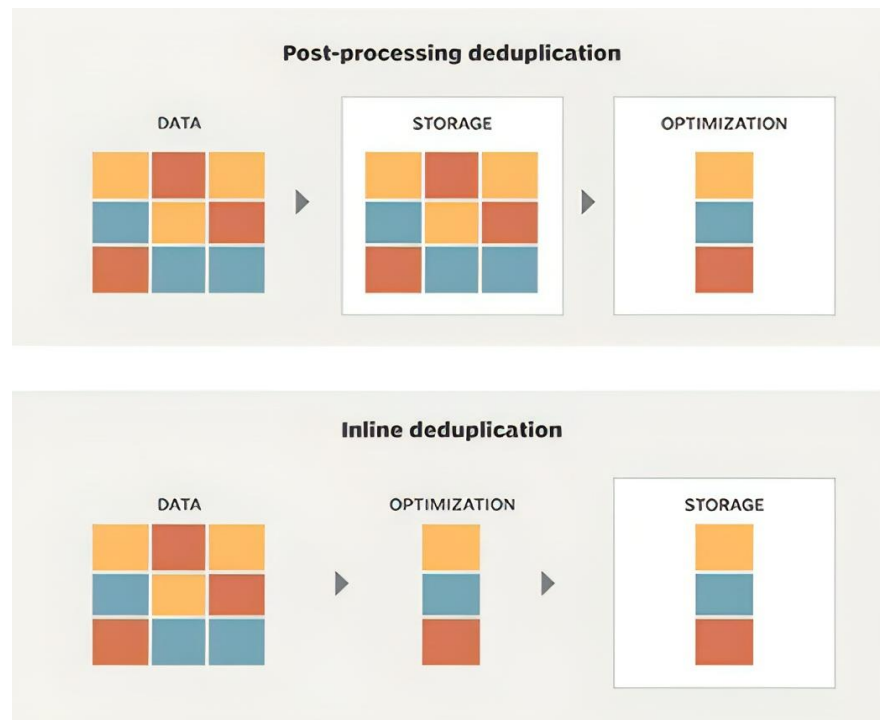 Post-processing deduplication
DATA
STORAGE
OPTIMIZATION
Inline deduplication
DATA
OPTIMIZATION
STORAGE